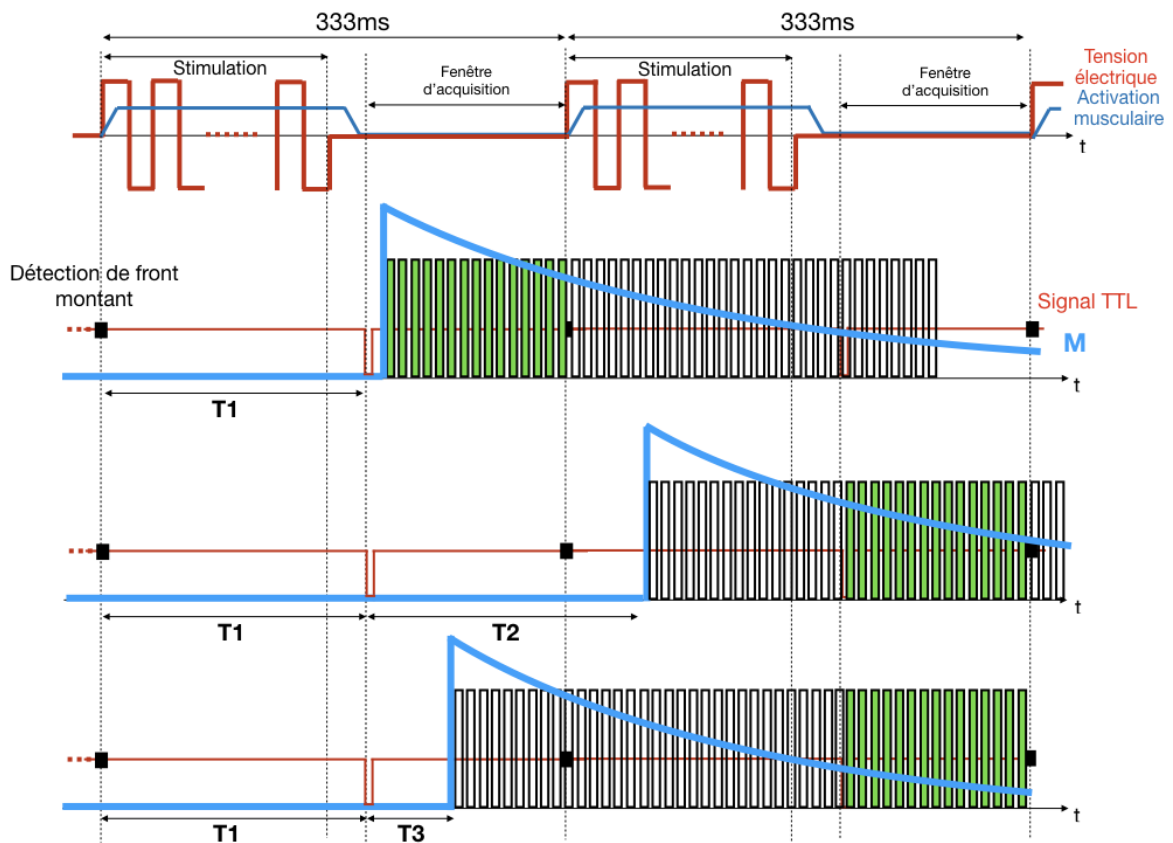 333ms
333ms
Stimulation
Fenêtre
d'acquisition
Stimulation
Fenêtre
d'acquisition
Tension
électrique
Activation
musculaire
t
Détection de front
montant
Signal TTL
M
t
T1
t
T1
T2
t
T1
T3